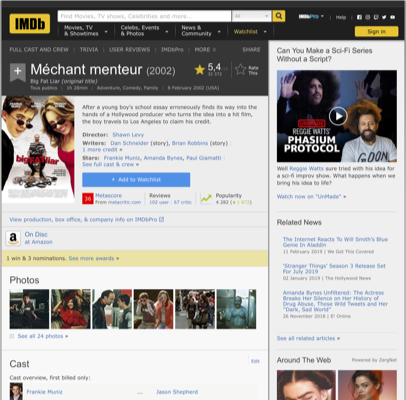 IMDb
Find Movies, TV shows, Celebrities and more...
All
IMDbPro
Help
Movies, TV & Showtimes
Celebs, Events & Photos
News & Community
Watchlist
Sign in
FULL CAST AND CREW | TRIVIA | USER REVIEWS | IMDbPro | MORE
SHARE
Méchant menteur (2002)
Big Fat Liar (original title)
Tous publics | 1h 28min | Adventure, Comedy, Family | 8 February 2002 (USA)
5,4
Rate This
After a young boy's school essay erroneously finds its way into the hands of a Hollywood producer who turns the idea into a hit film, the boy travels to Los Angeles to claim his credit.
Director: Shawn Levy
Writers: Dan Schneider (story), Brian Robbins (story)
1 more credit »
Stars: Frankie Muniz, Amanda Bynes, Paul Giamatti
See full cast & crew »
+ Add to Watchlist
36
Metascore
From metacritic.com
Reviews
102 user | 67 critic
Popularity
View production, box office, & company info on IMDbPro
On Disc
at Amazon
1 win & 3 nominations. See more awards »
Photos
See all 24 photos »
Cast
Edit
Cast overview, first billed only:
Frankie Muniz ... Jason Shepherd
Can You Make a Sci-Fi Series
Without a Script?
REGGIE WATTS'
PHASIUM
PROTOCOL
Well Reggie Watts sure tried with his idea for
a sci-fi improv show. What happens when we
bring his idea to life?
Watch now on "UnMade" »
Related News
The Internet Reacts To Will Smith's Blue
Genie In Aladdin
11 February 2019 | We Got This Covered
'Stranger Things' Season 3 Release Set
For July 2019
02 January 2019 | The Hollywood News
Amanda Bynes Unfiltered: The Actress
Breaks Her Silence on Her History of
Drug Abuse, Those Wild Tweets and Her
"Dark, Sad World"
26 November 2018 | E! Online
See all related articles »
Around The Web
Powered by ZergNet